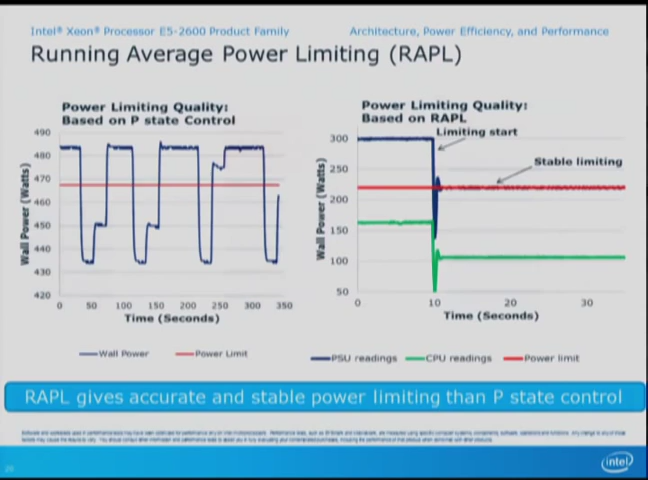 Intel® Xeon® Processor E5-2600 Product Family
Architecture, Power Efficiency, and Performance
Running Average Power Limiting (RAPL)
Power Limiting Quality:
Based on P state Control
490
480
470
460
450
440
430
420
Wall Power (Watts)
0 50 100 150 200 250 300 350
Time (Seconds)
Wall Power
Power Limit
Power Limiting Quality:
Based on RAPL
Limiting start
Stable limiting
300
250
200
150
100
50
Wall Power (Watts)
0 10 20 30
Time (Seconds)
PSU readings
CPU readings
Power limit
RAPL gives accurate and stable power limiting than P state control
intel